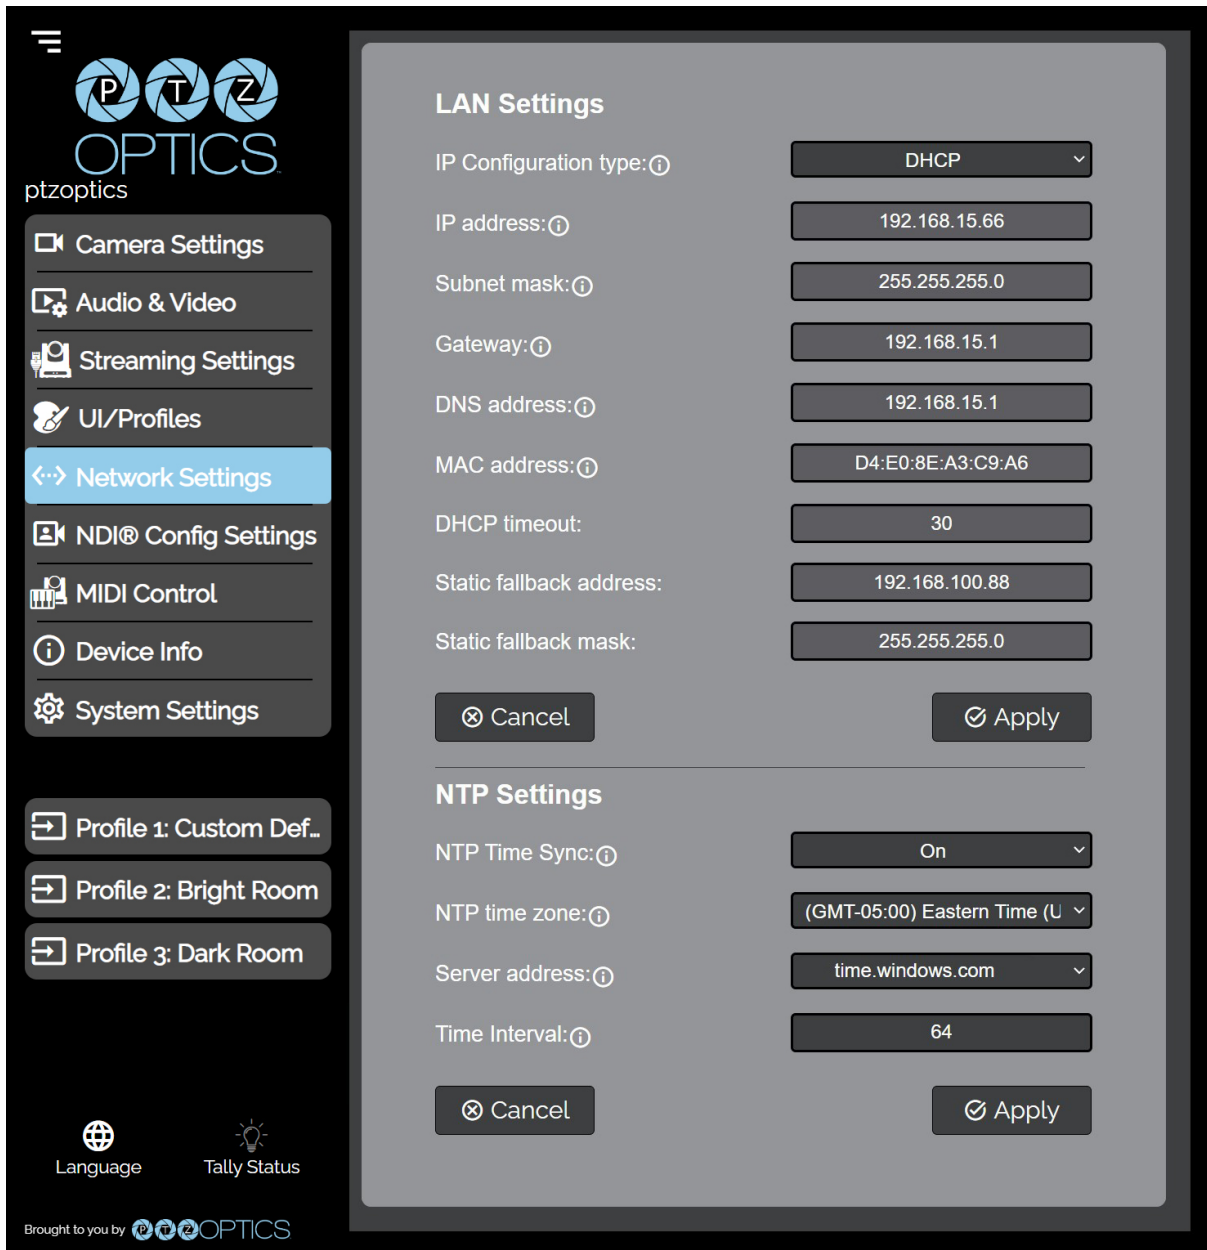 P T Z
OPTICS
ptzoptics
Camera Settings
Audio & Video
Streaming Settings
UI/Profiles
Network Settings
NDI® Config Settings
MIDI Control
Device Info
System Settings
Profile 1: Custom Def...
Profile 2: Bright Room
Profile 3: Dark Room
Language
Tally Status
Brought to you by PTZOPTICS
LAN Settings
IP Configuration type: DHCP
IP address: 192.168.15.66
Subnet mask: 255.255.255.0
Gateway: 192.168.15.1
DNS address: 192.168.15.1
MAC address: D4:E0:8E:A3:C9:A6
DHCP timeout: 30
Static fallback address: 192.168.100.88
Static fallback mask: 255.255.255.0
Cancel Apply
NTP Settings
NTP Time Sync: On
NTP time zone: (GMT-05:00) Eastern Time (U
Server address: time.windows.com
Time Interval: 64
Cancel Apply